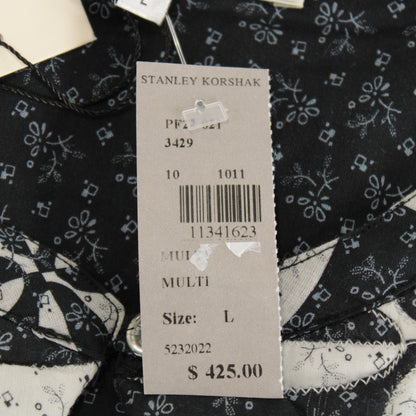 L
STANLEY KORSHAK
3429
10 1011
11341623
MULTI
Size: L
5232022
$ 425.00